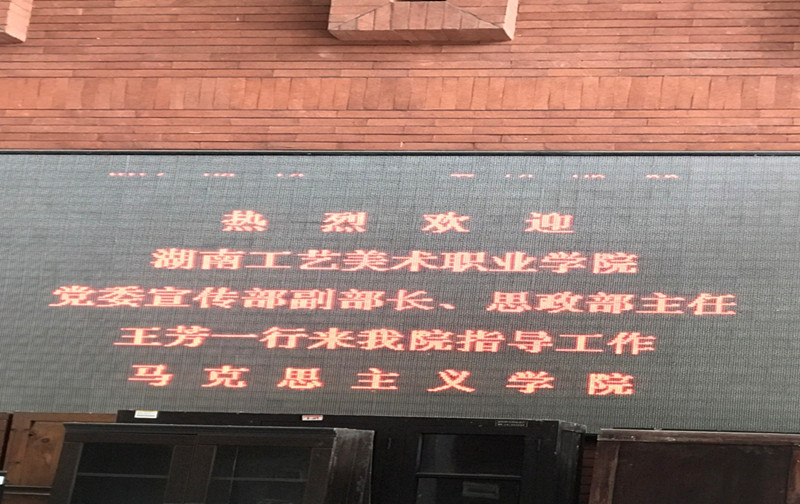 热烈欢迎
湖南工艺美术职业学院
党委宣传部副部长、思政部主任
王芳一行来我院指导工作
马克思主义学院